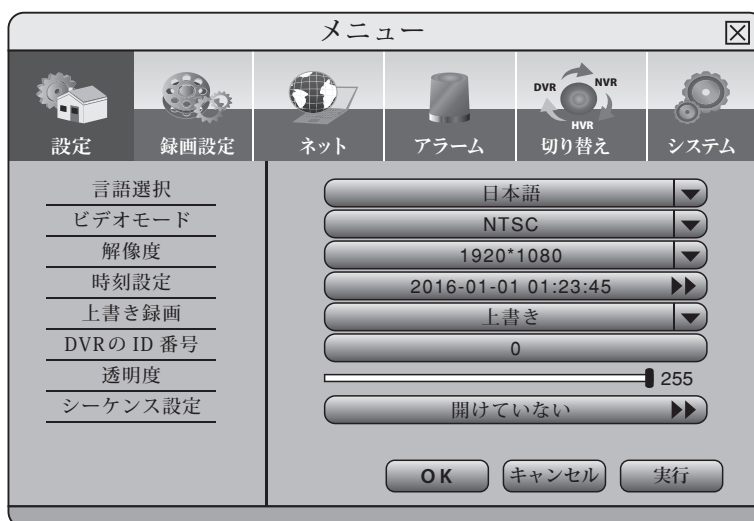 メニュー
DVR NVR
HVR
設定 録画設定 ネット アラーム 切り替え システム
言語選択 日本語
ビデオモード NTSC
解像度 1920*1080
時刻設定 2016-01-01 01:23:45
上書き録画 上書き
DVRの ID 番号 0
透明度 255
シーケンス設定 開けていない
OK キャンセル 実行